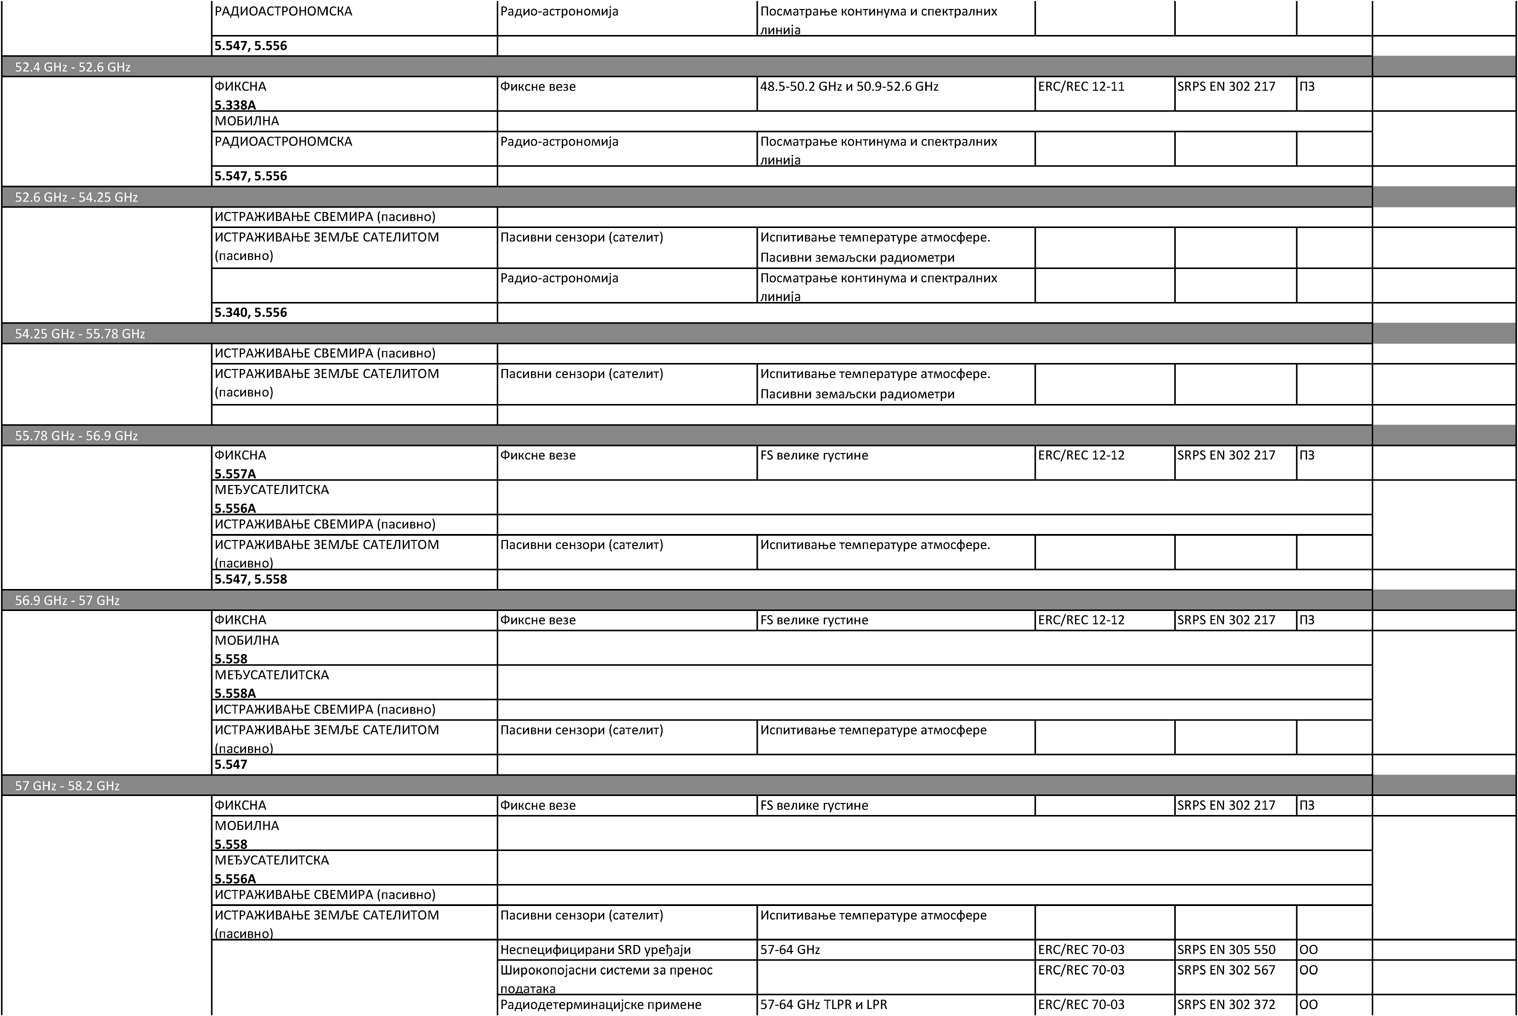 РАДИОАСТРОНОМСКА Радио-астрономија Посматрање континума и спектралних
линија
5.547, 5.556
52.4 GHz - 52.6 GHz
ФИКСНА Фиксне везе 48.5-50.2 GHz и 50.9-52.6 GHz ERC/REC 12-11 SRPS EN 302 217 ПЗ
5.338A
МОБИЛНА
РАДИОАСТРОНОМСКА Радио-астрономија Посматрање континума и спектралних
линија
5.547, 5.556
52.6 GHz - 54.25 GHz
ИСТРАЖИВАЊЕ СВЕМИРА (пасивно)
ИСТРАЖИВАЊЕ ЗЕМЉЕ САТЕЛИТОМ Пасивни сензори (сателит) Испитивање температуре атмосфере.
(пасивно) Пасивни земаљски радиометри
Радио-астрономија Посматрање континума и спектралних
линија
5.340, 5.556
54.25 GHz - 55.78 GHz
ИСТРАЖИВАЊЕ СВЕМИРА (пасивно)
ИСТРАЖИВАЊЕ ЗЕМЉЕ САТЕЛИТОМ Пасивни сензори (сателит) Испитивање температуре атмосфере.
(пасивно) Пасивни земаљски радиометри
55.78 GHz - 56.9 GHz
ФИКСНА Фиксне везе FS велике густине ERC/REC 12-12 SRPS EN 302 217 ПЗ
5.557A
МЕЂУСАТЕЛИТСКА
5.556A
ИСТРАЖИВАЊЕ СВЕМИРА (пасивно)
ИСТРАЖИВАЊЕ ЗЕМЉЕ САТЕЛИТОМ Пасивни сензори (сателит) Испитивање температуре атмосфере.
(пасивно)
5.547, 5.558
56.9 GHz - 57 GHz
ФИКСНА Фиксне везе FS велике густине ERC/REC 12-12 SRPS EN 302 217 ПЗ
МОБИЛНА
5.558
МЕЂУСАТЕЛИТСКА
5.558A
ИСТРАЖИВАЊЕ СВЕМИРА (пасивно)
ИСТРАЖИВАЊЕ ЗЕМЉЕ САТЕЛИТОМ Пасивни сензори (сателит) Испитивање температуре атмосфере
(пасивно)
5.547
57 GHz - 58.2 GHz
ФИКСНА Фиксне везе FS велике густине SRPS EN 302 217 ПЗ
МОБИЛНА
5.558
МЕЂУСАТЕЛИТСКА
5.556A
ИСТРАЖИВАЊЕ СВЕМИРА (пасивно)
ИСТРАЖИВАЊЕ ЗЕМЉЕ САТЕЛИТОМ Пасивни сензори (сателит) Испитивање температуре атмосфере
(пасивно)
Неспецифицирани SRD уређаји 57-64 GHz ERC/REC 70-03 SRPS EN 305 550 ОО
Широкопојасни системи за пренос ERC/REC 70-03 SRPS EN 302 567 ОО
података
Радиодетерминацијске примене 57-64 GHz TLPR и LPR ERC/REC 70-03 SRPS EN 302 372 ОО